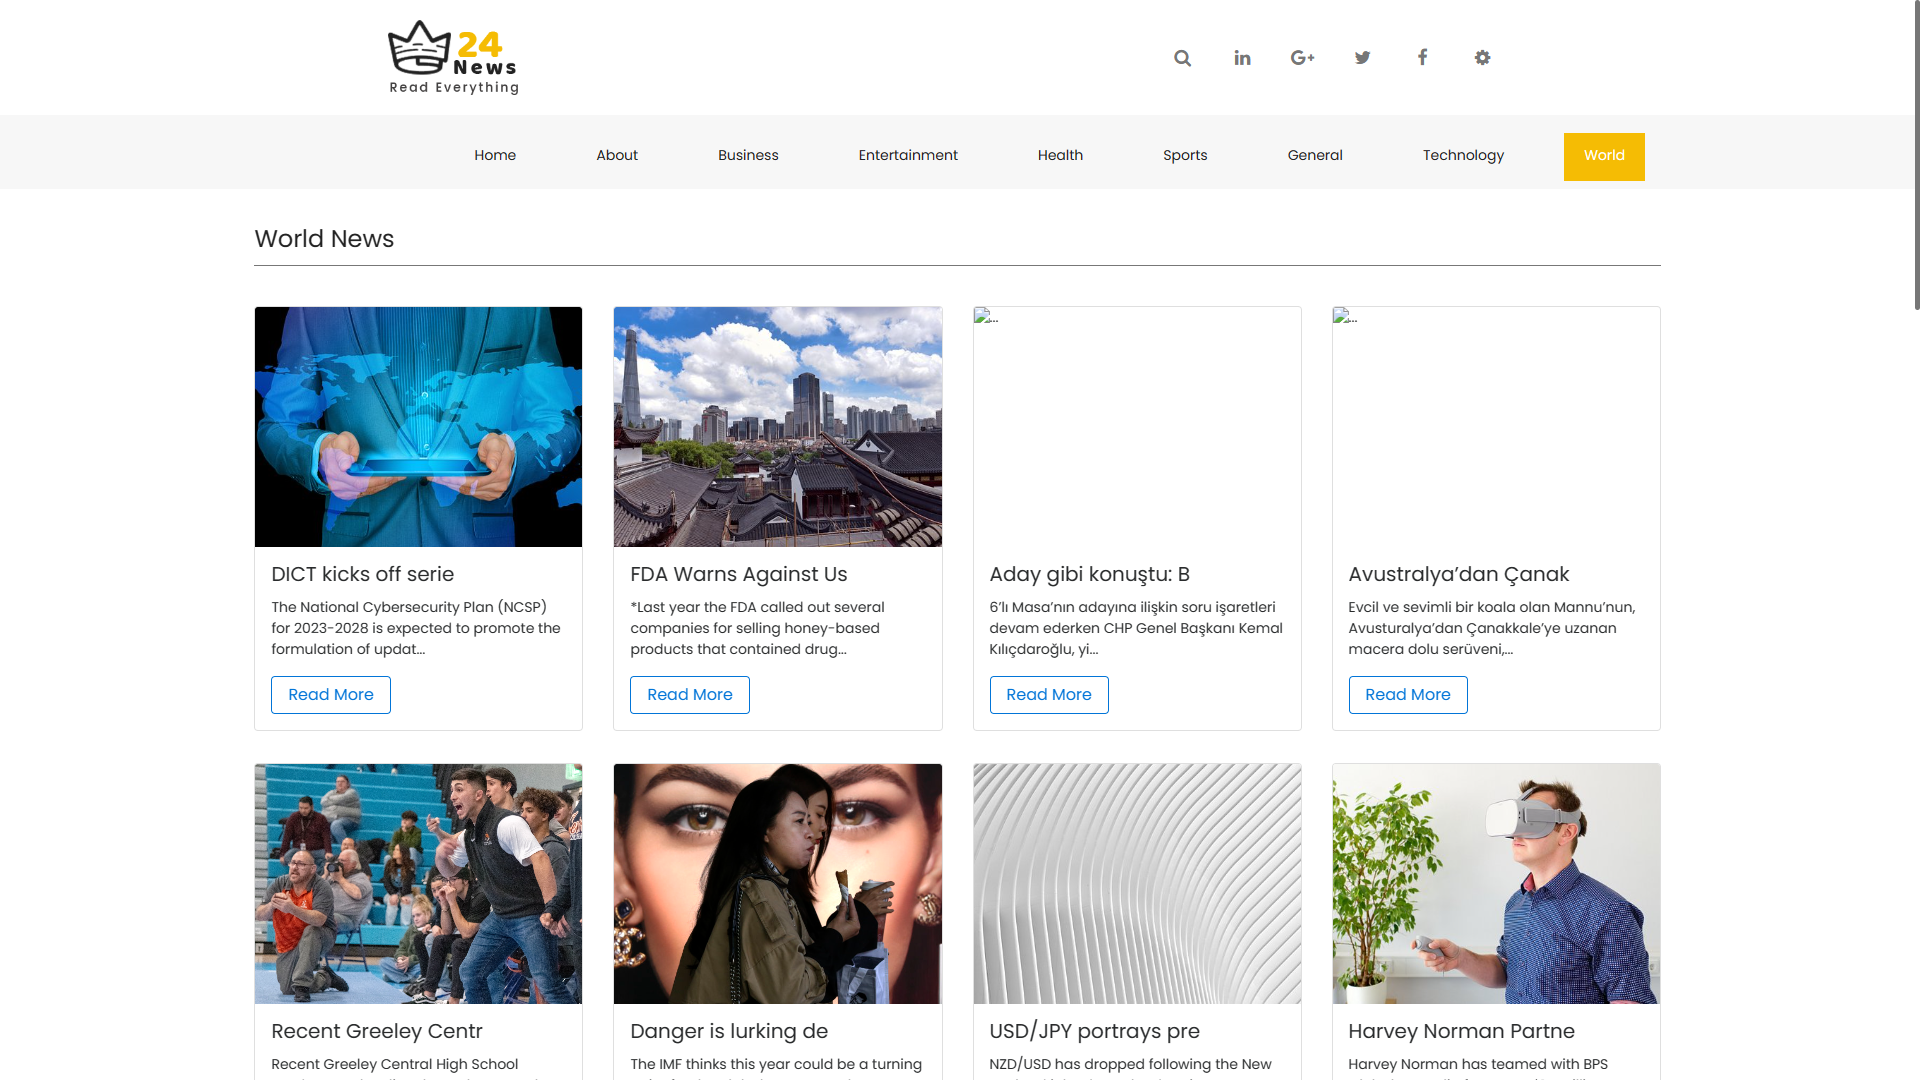 24
News
Read Everything
Home About Business Entertainment Health Sports General Technology World
World News
... ...
DICT kicks off serie
The National Cybersecurity Plan (NCSP)
for 2023-2028 is expected to promote the
formulation of updat...
Read More
FDA Warns Against Us
*Last year the FDA called out several
companies for selling honey-based
products that contained drug...
Read More
Aday gibi konuştu: B
6’lı Masa’nın adayına ilişkin soru işaretleri
devam ederken CHP Genel Başkanı Kemal
Kılıçdaroğlu, yi...
Read More
Avustralya’dan Çanak
Evcil ve sevimli bir koala olan Mannu’nun,
Avusturalya’dan Çanakkale’ye uzanan
macera dolu serüveni,...
Read More
Recent Greeley Centr
Recent Greeley Central High School
Danger is lurking de
The IMF thinks this year could be a turning
USD/JPY portrays pre
NZD/USD has dropped following the New
Harvey Norman Partne
Harvey Norman has teamed with BPS